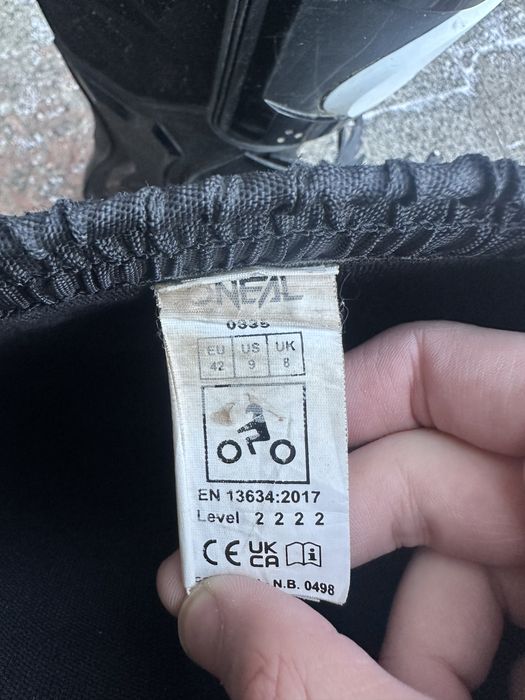 O'NEAL
0335
EU US UK
42 9 8
EN 13634:2017
Level 2 2 2 2
CE UK CA i
N.B. 0498